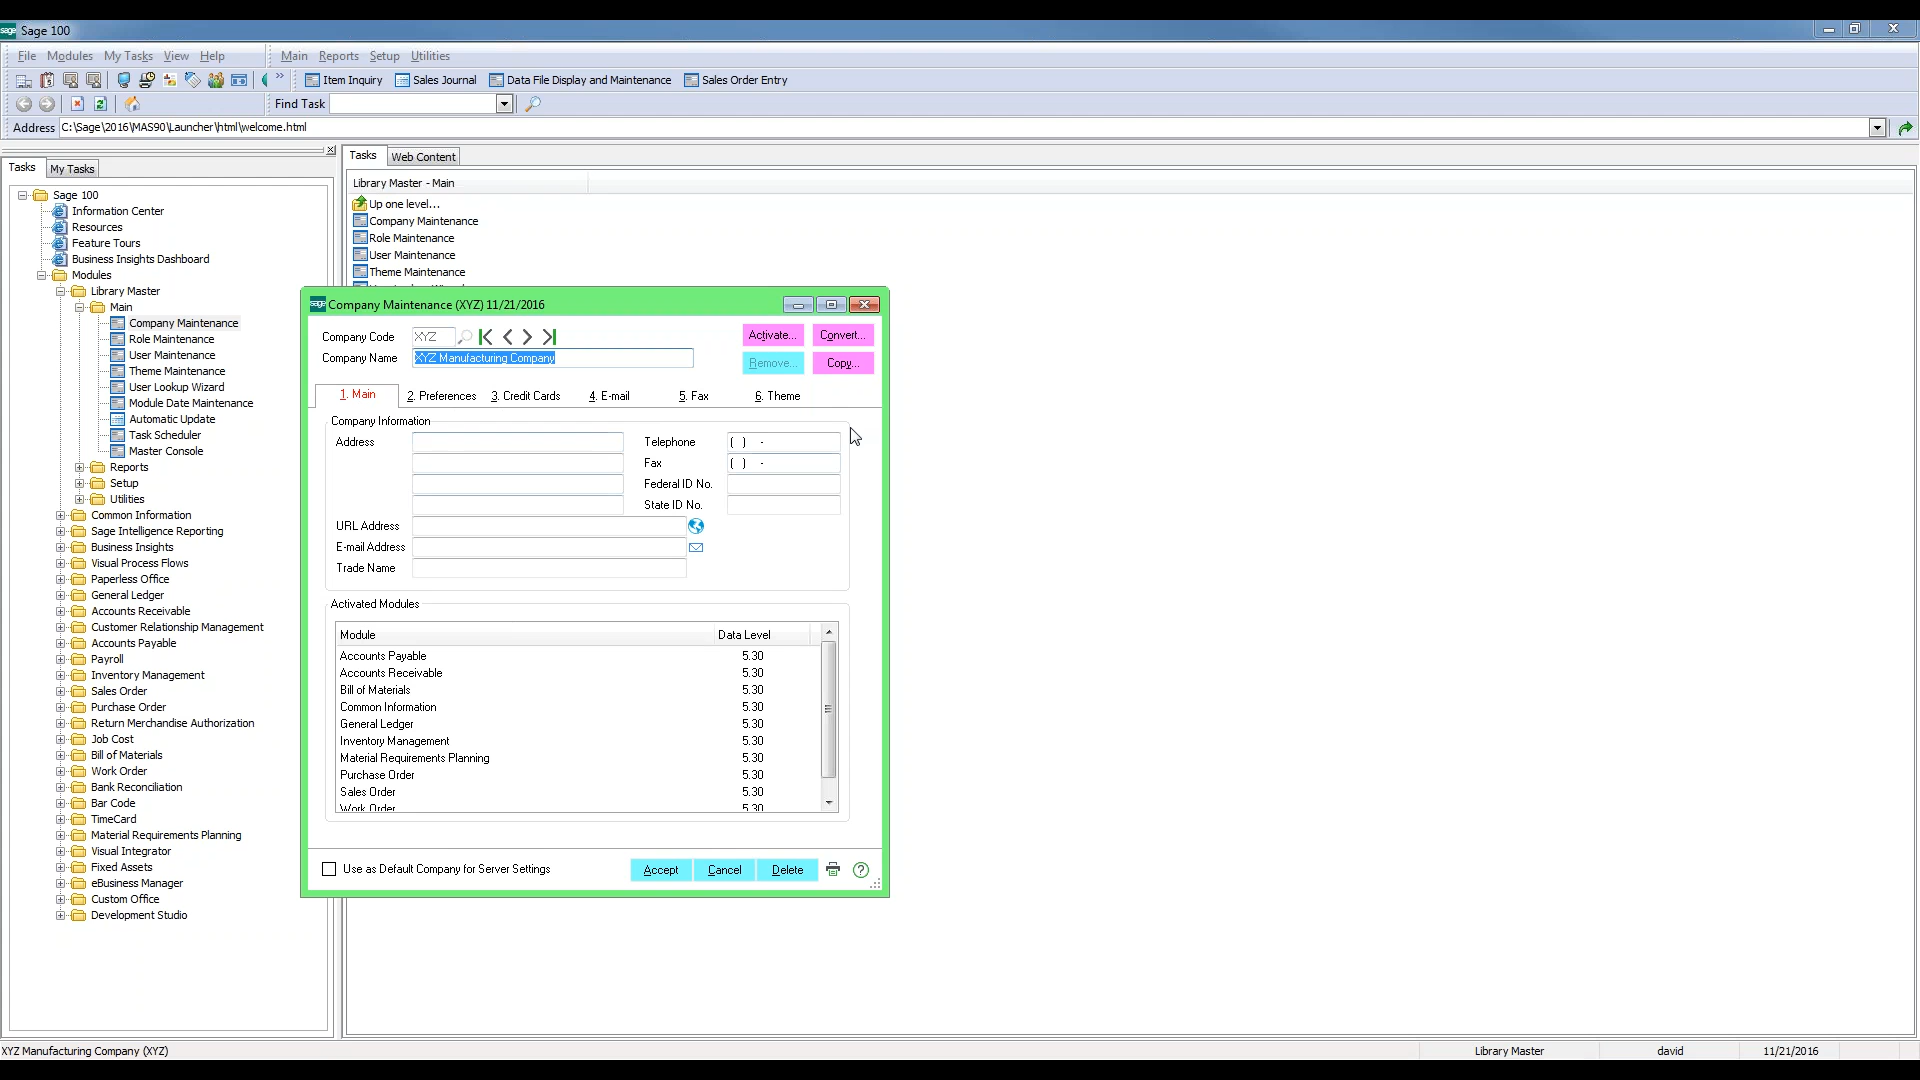 sage Sage 100
File Modules My Tasks View Help Main Reports Setup Utilities
Item Inquiry Sales Journal Data File Display and Maintenance Sales Order Entry
Find Task
Address C:\Sage\2016\MAS90\Launcher\html\welcome.html
Tasks My Tasks
Sage 100
Information Center
Resources
Feature Tours
Business Insights Dashboard
Modules
Library Master
Main
Company Maintenance
Role Maintenance
User Maintenance
Theme Maintenance
User Lookup Wizard
Module Date Maintenance
Automatic Update
Task Scheduler
Master Console
Reports
Setup
Utilities
Common Information
Sage Intelligence Reporting
Business Insights
Visual Process Flows
Paperless Office
General Ledger
Accounts Receivable
Customer Relationship Management
Accounts Payable
Payroll
Inventory Management
Sales Order
Purchase Order
Return Merchandise Authorization
Job Cost
Bill of Materials
Work Order
Bank Reconciliation
Bar Code
TimeCard
Material Requirements Planning
Visual Integrator
Fixed Assets
eBusiness Manager
Custom Office
Development Studio
Tasks Web Content
Library Master - Main
Up one level...
Company Maintenance
Role Maintenance
User Maintenance
Theme Maintenance
sage Company Maintenance (XYZ) 11/21/2016
Company Code XYZ Activate... Convert...
Company Name XYZ Manufacturing Company Remove... Copy...
1. Main 2. Preferences 3. Credit Cards 4. E-mail 5. Fax 6. Theme
Company Information
Address Telephone ( ) -
Fax ( ) -
Federal ID No.
State ID No.
URL Address
E-mail Address
Trade Name
Activated Modules
Module Data Level
Accounts Payable 5.30
Accounts Receivable 5.30
Bill of Materials 5.30
Common Information 5.30
General Ledger 5.30
Inventory Management 5.30
Material Requirements Planning 5.30
Purchase Order 5.30
Sales Order 5.30
Work Order 5.30
Use as Default Company for Server Settings Accept Cancel Delete
XYZ Manufacturing Company (XYZ) Library Master david 11/21/2016